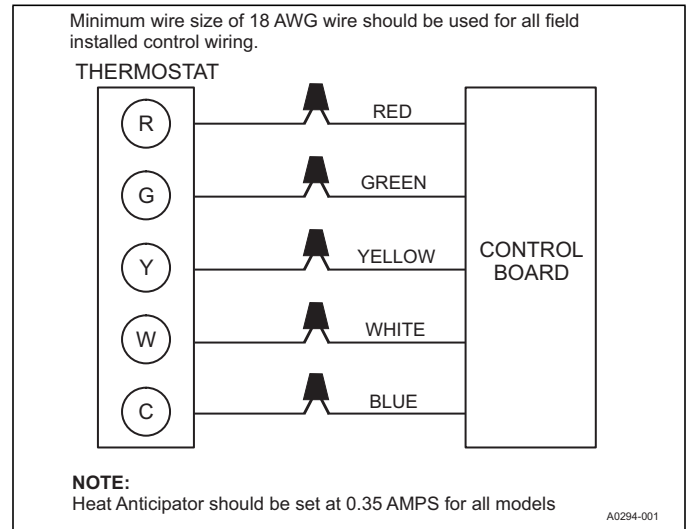 Minimum wire size of 18 AWG wire should be used for all field
installed control wiring.
THERMOSTAT
R
RED
G
GREEN
Y
YELLOW
CONTROL
BOARD
W
WHITE
C
BLUE
NOTE:
Heat Anticipator should be set at 0.35 AMPS for all models
A0294-001